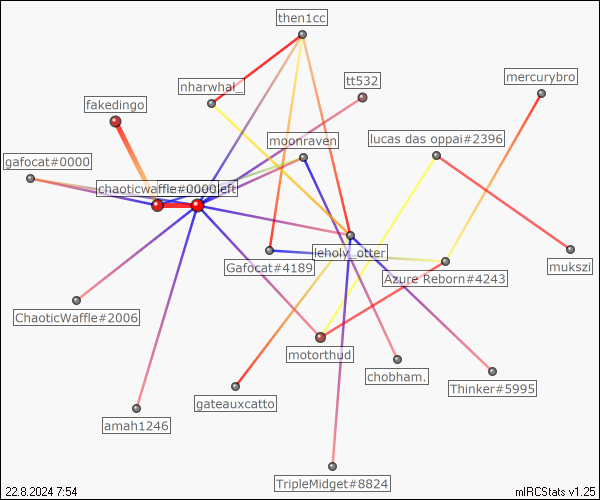 then1cc
tt532
mercurybro
nharwhal_
fakedingo
moonraven
lucas das oppai#2396
gafocat#0000
chaoticwaffle#0000
leholy_otter
Gafocat#4189
Azure Reborn#4243
mukszi
ChaoticWaffle#2006
motorthud
chobham.
Thinker#5995
gateauxcatto
amah1246
TripleMidget#8824
22.8.2024 7:54
mIRCStats v1.25